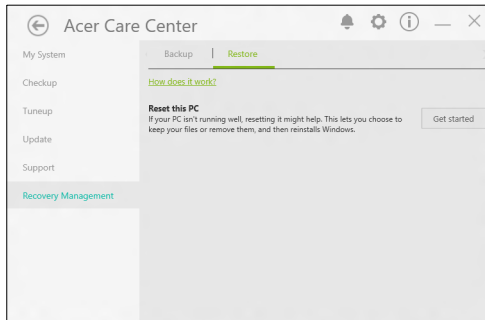 Acer Care Center
My System
Checkup
Tuneup
Update
Support
Recovery Management
Backup | Restore
How does it work?
Reset this PC
If your PC isn't running well, resetting it might help. This lets you choose to
keep your files or remove them, and then reinstalls Windows.
Get started